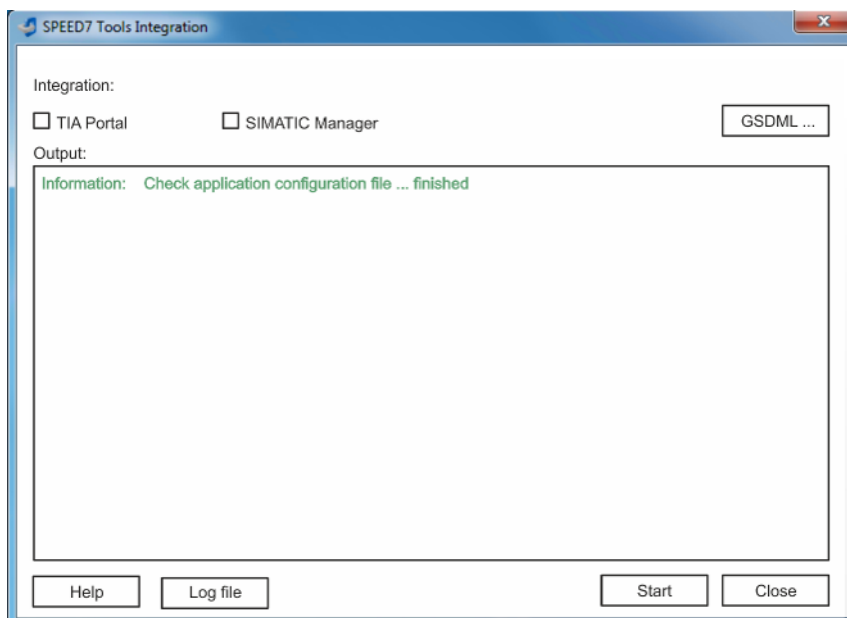 SPEED7 Tools Integration
Integration:
TIA Portal SIMATIC Manager GSDML ...
Output:
Information: Check application configuration file ... finished
Help Log file Start Close